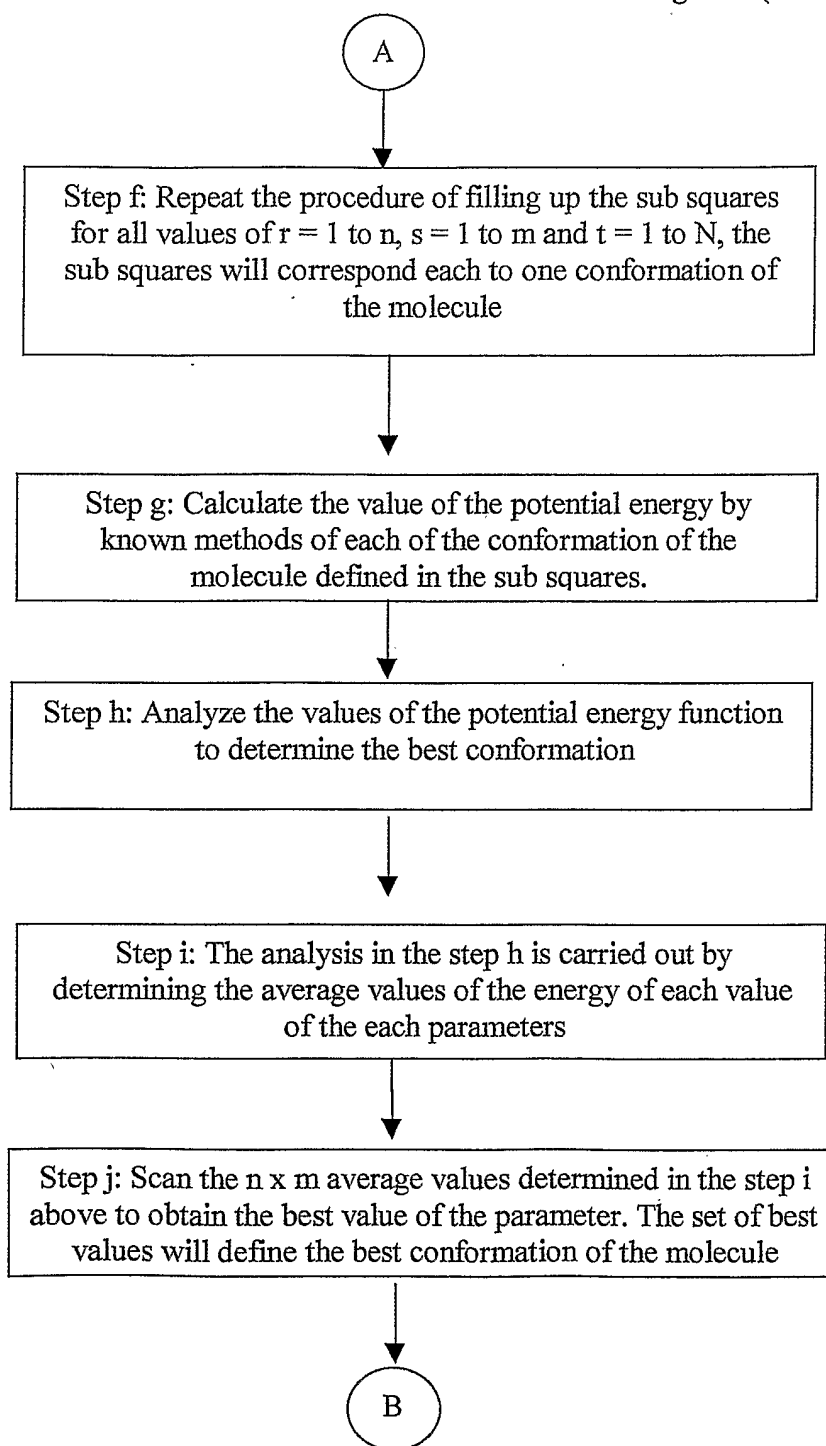 A
Step f: Repeat the procedure of filling up the sub squares
for all values of r = 1 to n, s = 1 to m and t = 1 to N, the
sub squares will correspond each to one conformation of
the molecule
Step g: Calculate the value of the potential energy by
known methods of each of the conformation of the
molecule defined in the sub squares.
Step h: Analyze the values of the potential energy function
to determine the best conformation
Step i: The analysis in the step h is carried out by
determining the average values of the energy of each value
of the each parameters
Step j: Scan the n x m average values determined in the step i
above to obtain the best value of the parameter. The set of best
values will define the best conformation of the molecule
B